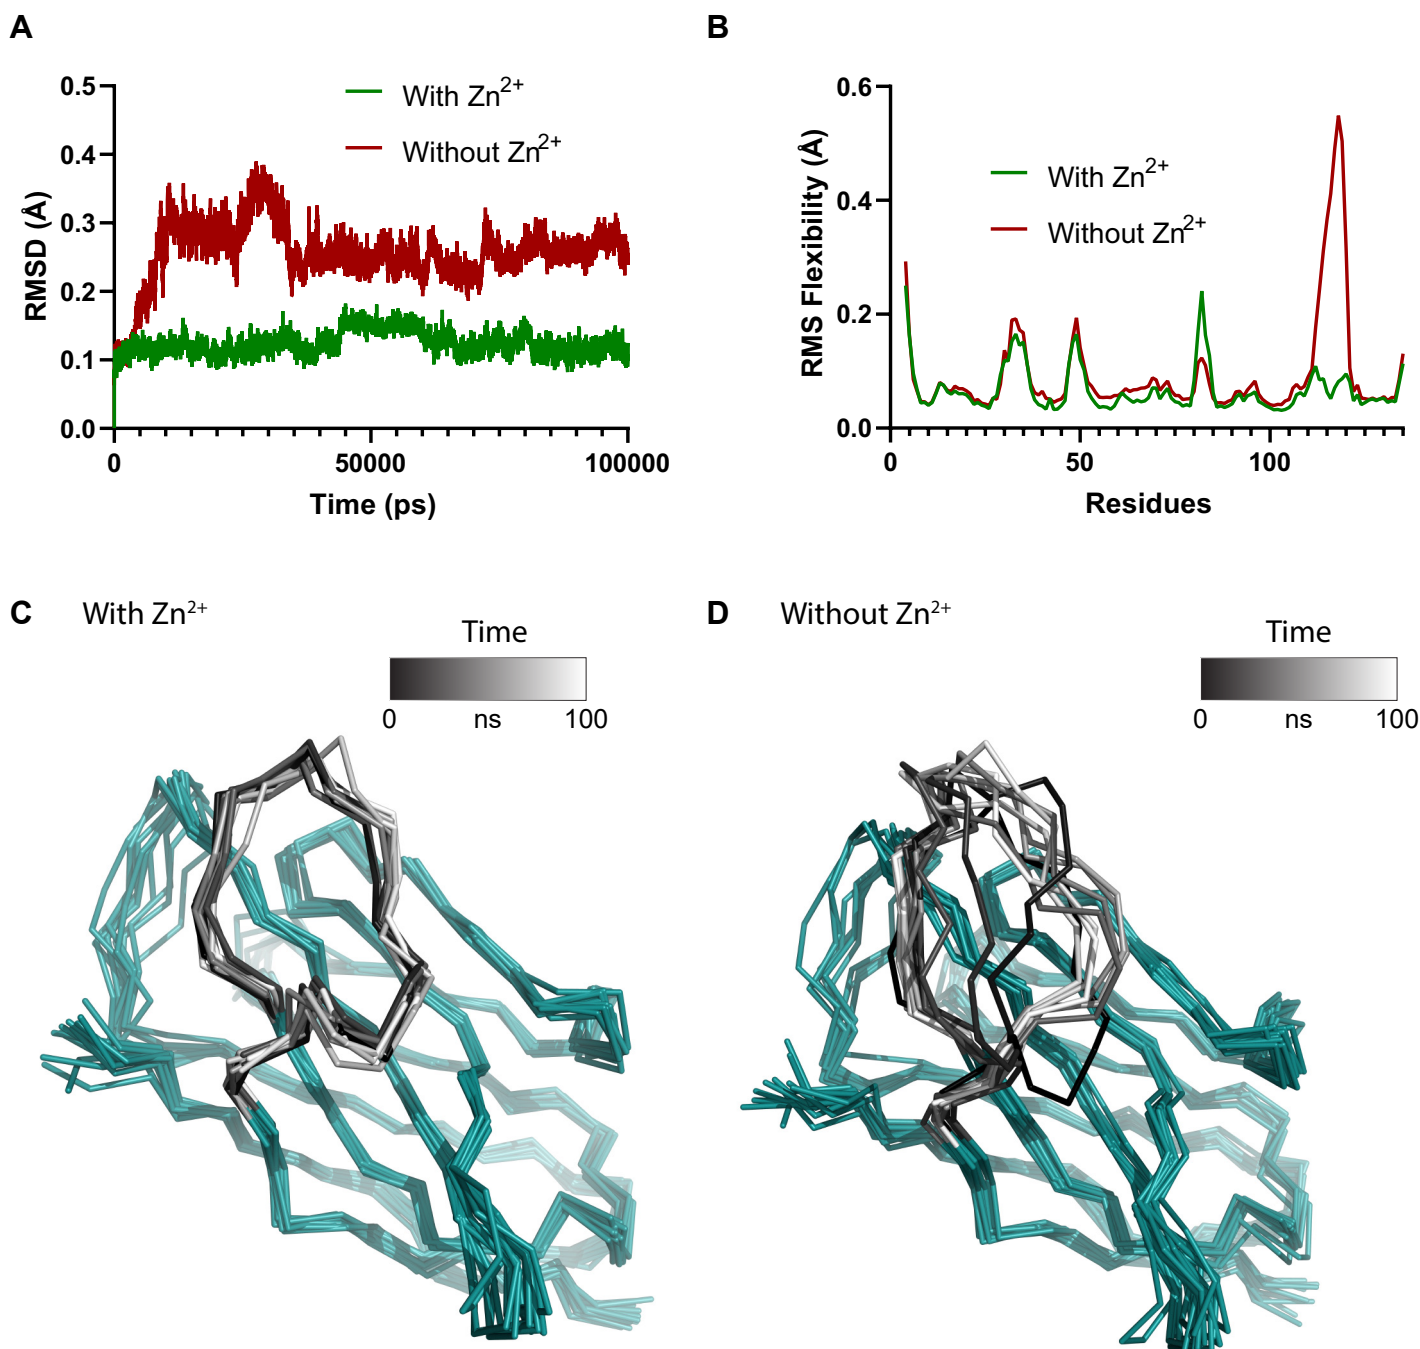 A
B
0.5
0.4
0.3
0.2
0.1
0.0
RMSD (Å)
With Zn²⁺
Without Zn²⁺
0
50000
100000
Time (ps)
0.6
0.4
0.2
0.0
RMS Flexibility (Å)
With Zn²⁺
Without Zn²⁺
0
50
100
Residues
C
With Zn²⁺
Time
0
ns
100
D
Without Zn²⁺
Time
0
ns
100